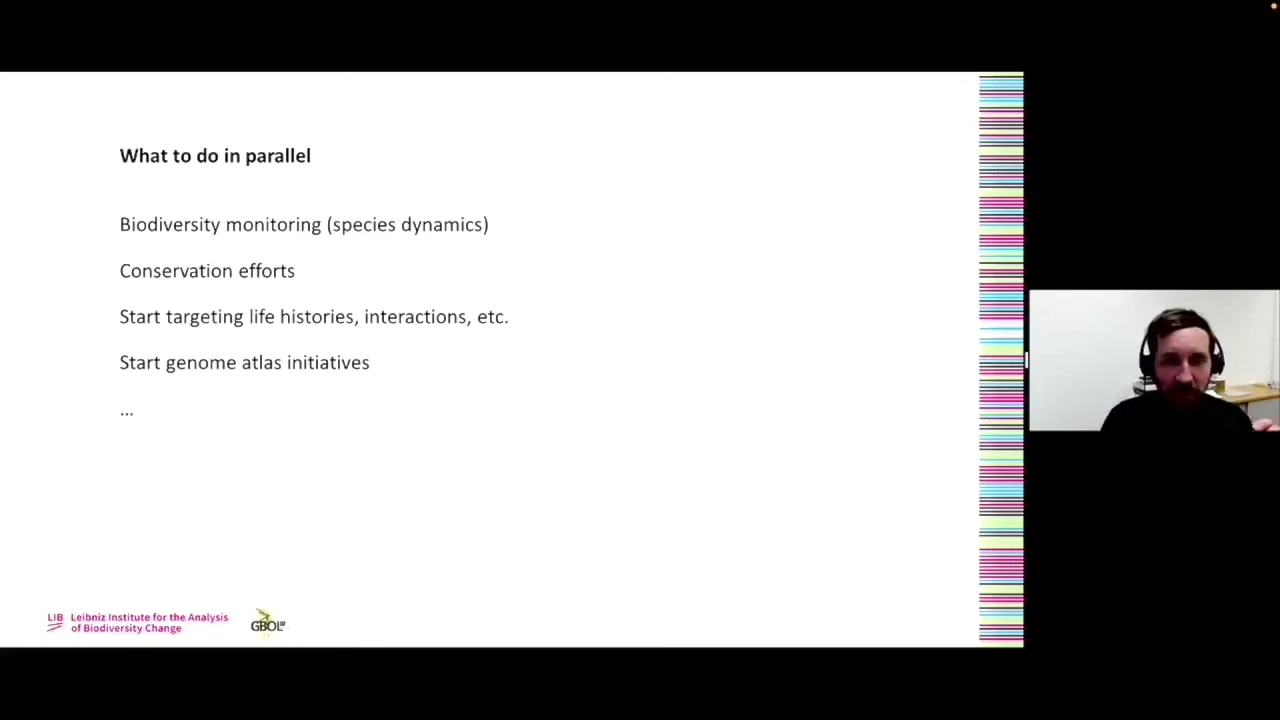 What to do in parallel
Biodiversity monitoring (species dynamics)
Conservation efforts
Start targeting life histories, interactions, etc.
Start genome atlas initiatives
...
LIB Leibniz Institute for the Analysis
of Biodiversity Change
GBOL